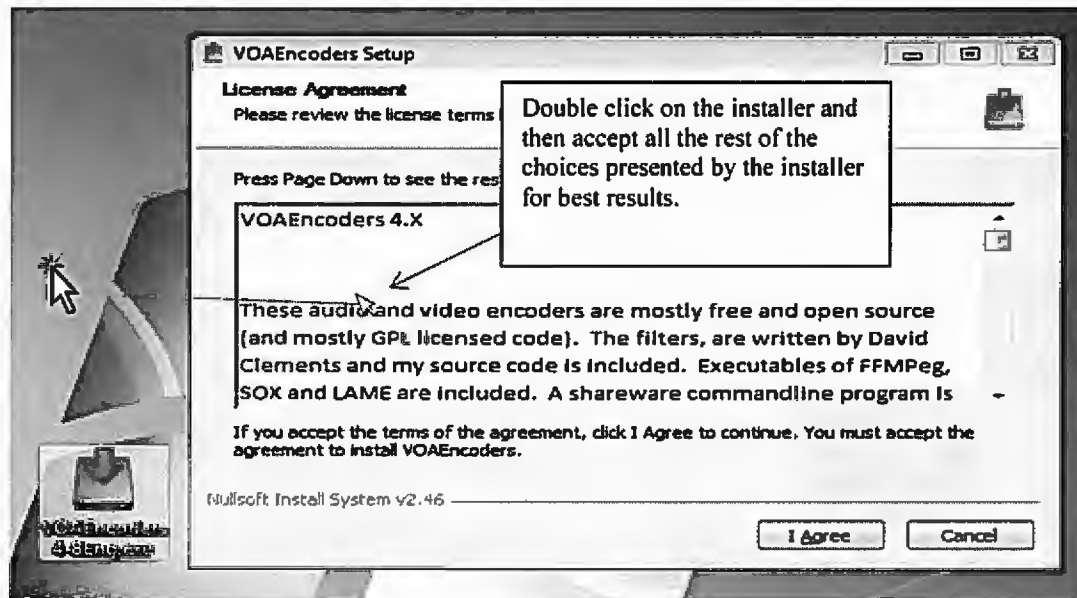 VOAEncoders Setup
License Agreement
Please review the license terms
Double click on the installer and
then accept all the rest of the
choices presented by the installer
for best results.
Press Page Down to see the
VOAEncoders 4.X
These audio and video encoders are mostly free and open source
(and mostly GPL licensed code). The filters, are written by David
Clements and my source code is included. Executables of FFMPeg,
SOX and LAME are included. A shareware commandline program is
If you accept the terms of the agreement, click I Agree to continue. You must accept the
agreement to install VOAEncoders.
Nullsoft Install System v2.46
I Agree
Cancel